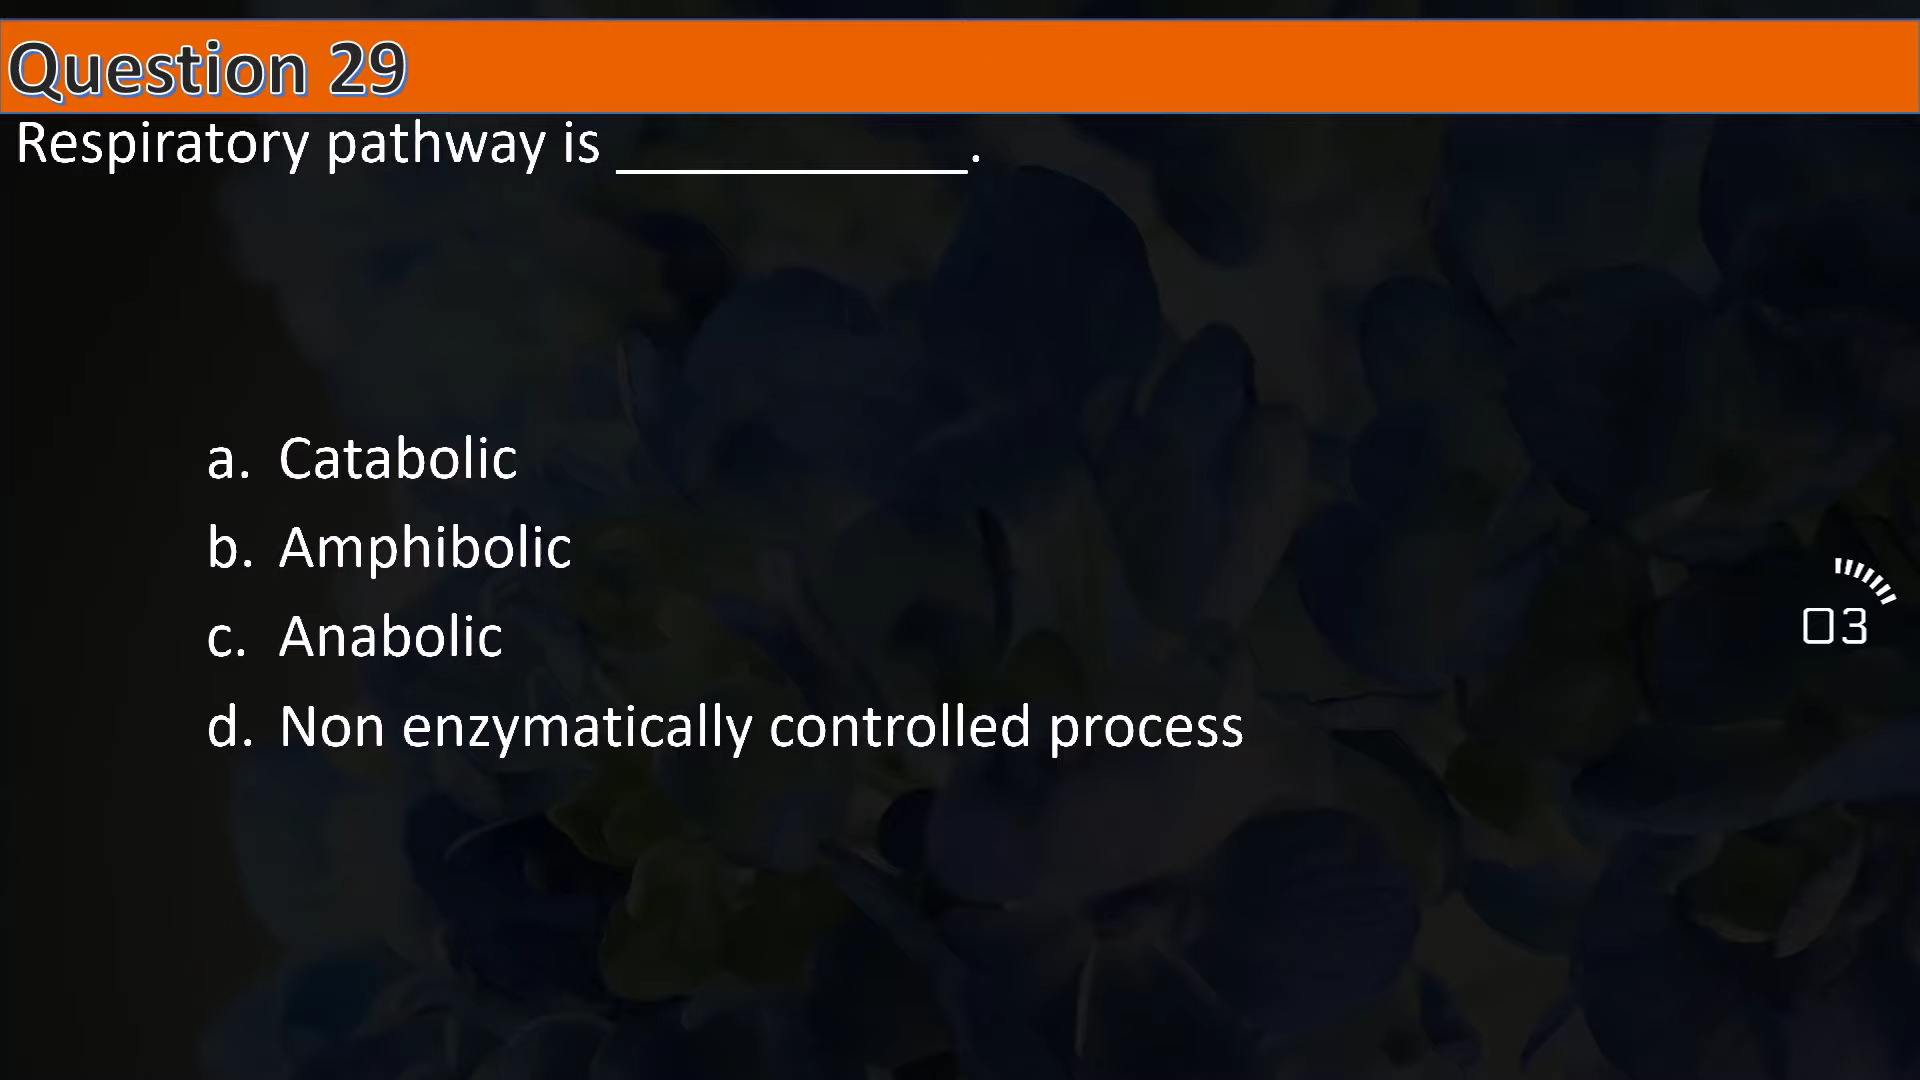 Question 29
Respiratory pathway is ____________.
a. Catabolic
b. Amphibolic
c. Anabolic
d. Non enzymatically controlled process
03